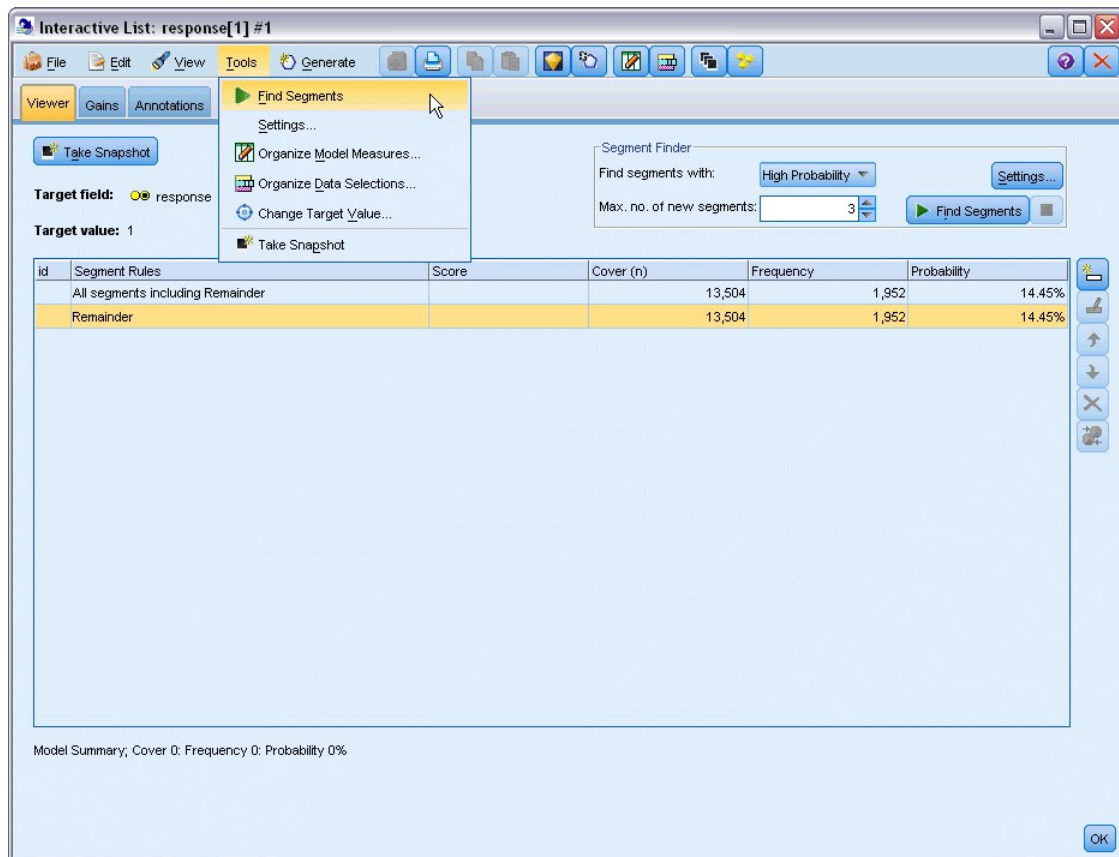 Interactive List: response[1] #1
File Edit View Tools Generate
Viewer Gains Annotations
Find Segments
Settings...
Organize Model Measures...
Organize Data Selections...
Change Target Value...
Take Snapshot
Take Snapshot
Target field: response
Target value: 1
Segment Finder
Find segments with: High Probability Settings...
Max. no. of new segments: 3 Find Segments
id Segment Rules Score Cover (n) Frequency Probability
All segments including Remainder 13,504 1,952 14.45%
Remainder 13,504 1,952 14.45%
Model Summary; Cover 0: Frequency 0: Probability 0%
OK